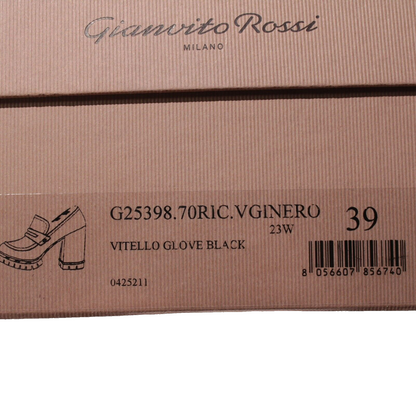 Gianvito Rossi
MILANO
G25398.70RIC.VGINERO 39
23W
VITELLO GLOVE BLACK
8 056607 856740
0425211